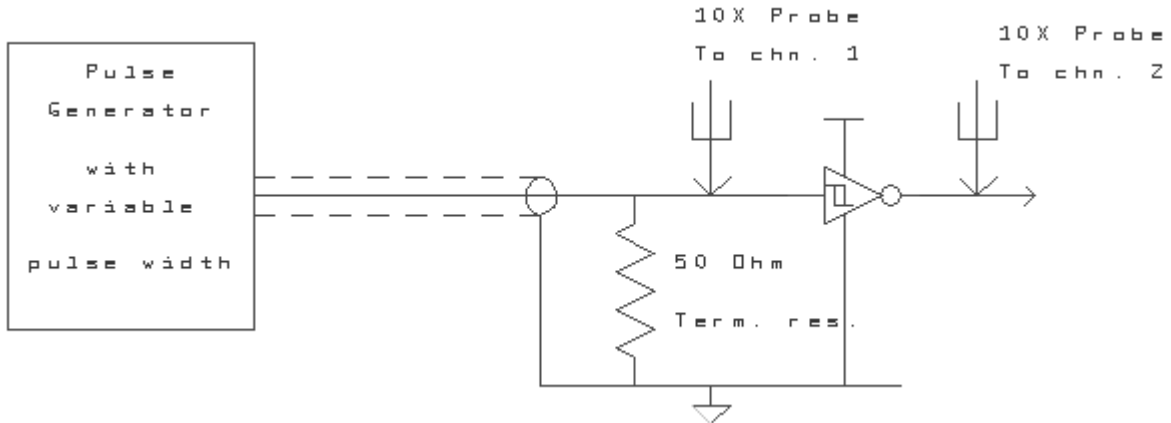 10X Probe
To chn. 1
10X Probe
To chn. 2
Pulse
Generator
with
variable
pulse width
50 Ohm
Term. res.